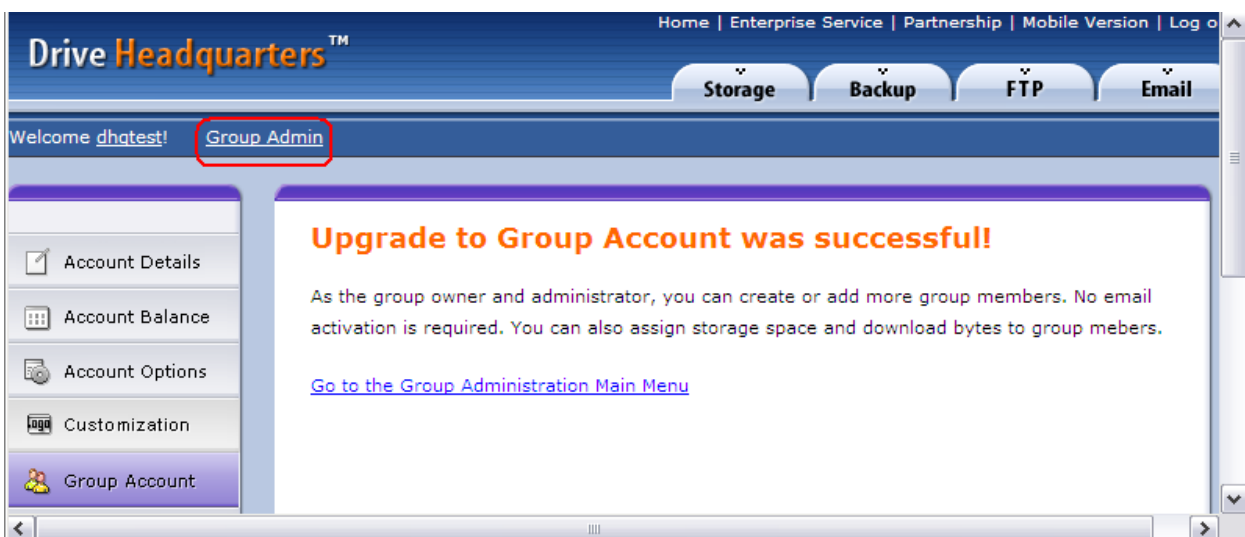 Home | Enterprise Service | Partnership | Mobile Version | Log o
Drive Headquarters™
Storage Backup FTP Email
Welcome dhqtest! Group Admin
Upgrade to Group Account was successful!
Account Details
As the group owner and administrator, you can create or add more group members. No email
Account Balance
activation is required. You can also assign storage space and download bytes to group mebers.
Account Options
Go to the Group Administration Main Menu
Logo
Customization
Group Account